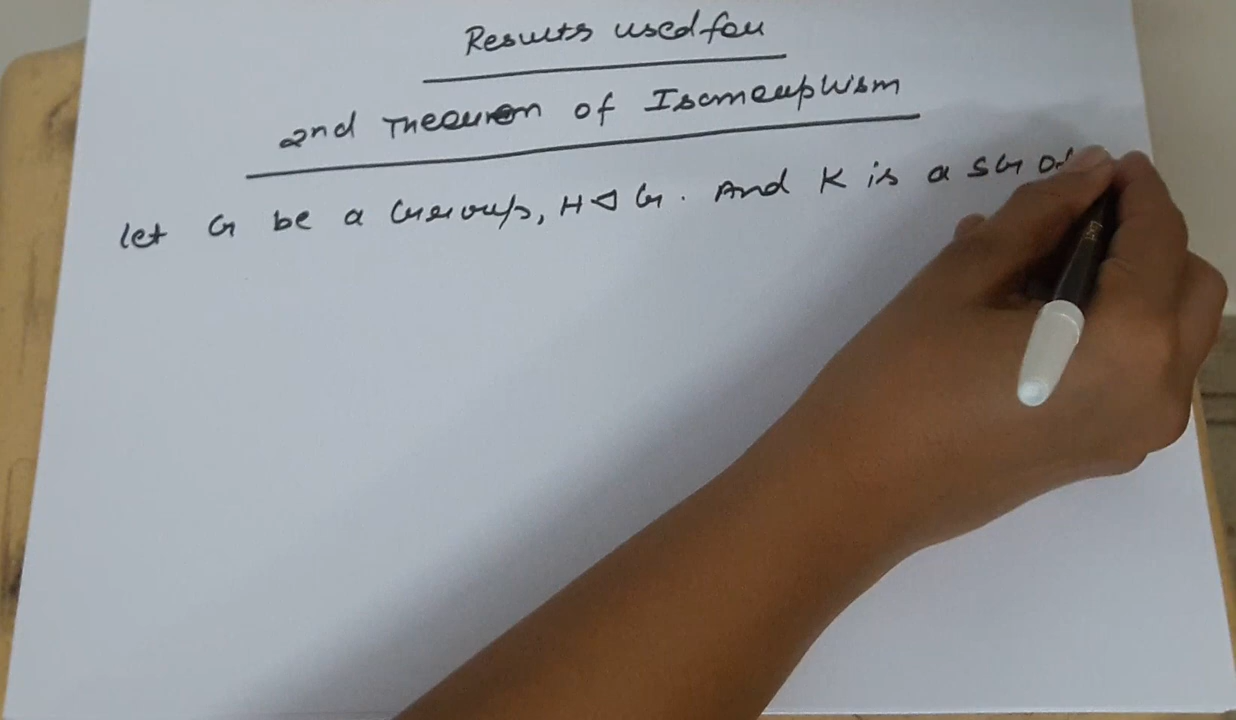 Results used for
2nd Theorem of Isomorphism
let G be a Group, H ⊲ G. And K is a SG of